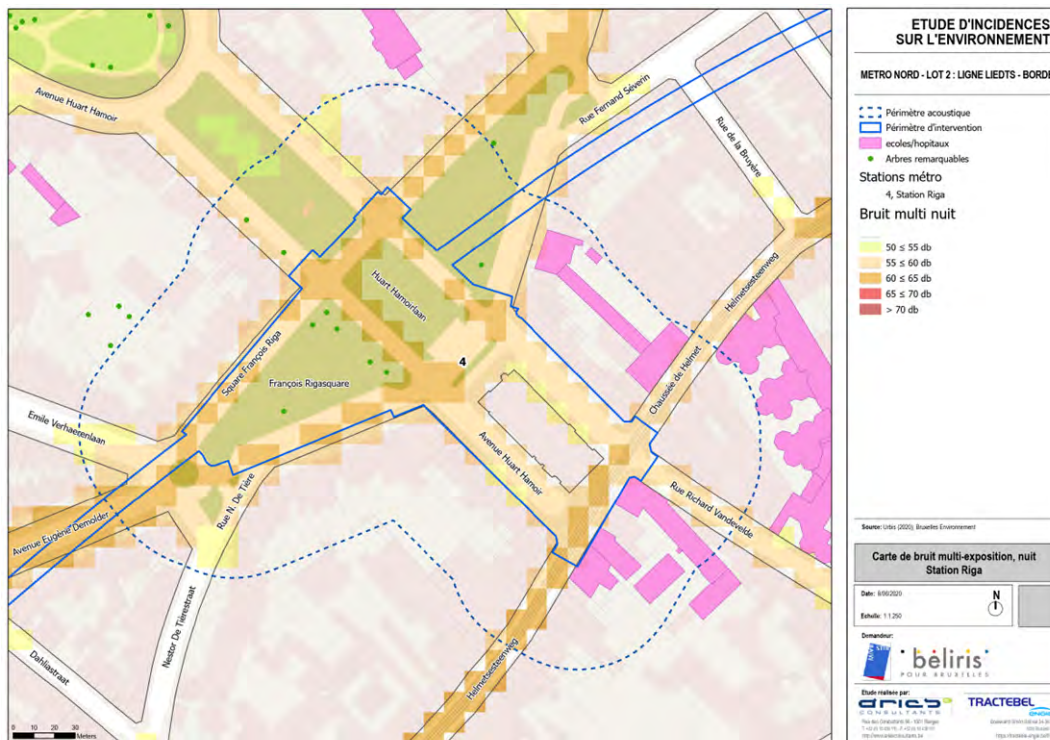 Avenue Huart Hamoir
Rue Fernand Séverin
Rue de la Bruyère
Helmetsesteenweg
Huart Hamoirlaan
Square François Riga
4
François Rigasquare
Chaussée de Helmet
Emile Verhaerenlaan
Avenue Huart Hamoir
Rue N. De Tière
Avenue Eugène Demolder
Rue Richard Vandevelde
Nestor De Tièrestraat
Dahliastraat
Helmetsesteenweg
0 10 20 30
Meters
ETUDE D'INCIDENCES
SUR L'ENVIRONNEMENT
METRO NORD - LOT 2 : LIGNE LIEDTS - BORDE
Périmètre acoustique
Périmètre d'intervention
ecoles/hopitaux
Arbres remarquables
Stations métro
4, Station Riga
Bruit multi nuit
50 ≤ 55 db
55 ≤ 60 db
60 ≤ 65 db
65 ≤ 70 db
> 70 db
Source: Urbis (2020), Bruxelles Environnement
Carte de bruit multi-exposition, nuit
Station Riga
N
Echelle: 1:1.250
Demandeur:
beliris
POUR BRUXELLES
Etude réalisée par:
aries
CONSULTANTS
TRACTEBEL